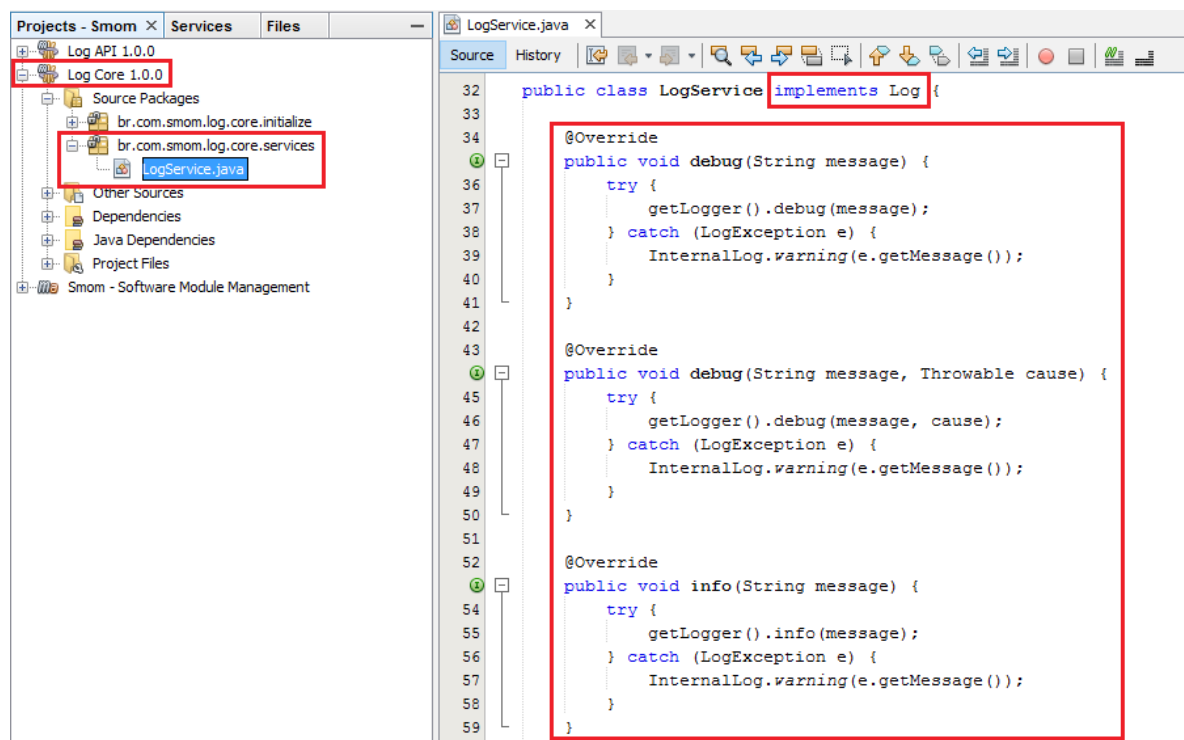 Projects - Smom × Services Files
Log API 1.0.0
Log Core 1.0.0
Source Packages
br.com.smom.log.core.initialize
br.com.smom.log.core.services
LogService.java
Other Sources
Dependencies
Java Dependencies
Project Files
Smom - Software Module Management
LogService.java ×
Source History
32 public class LogService implements Log {
33
34 @Override
public void debug(String message) {
36 try {
37 getLogger().debug(message);
38 } catch (LogException e) {
39 InternalLog.warning(e.getMessage());
40 }
41 }
42
43 @Override
public void debug(String message, Throwable cause) {
45 try {
46 getLogger().debug(message, cause);
47 } catch (LogException e) {
48 InternalLog.warning(e.getMessage());
49 }
50 }
51
52 @Override
public void info(String message) {
54 try {
55 getLogger().info(message);
56 } catch (LogException e) {
57 InternalLog.warning(e.getMessage());
58 }
59 }